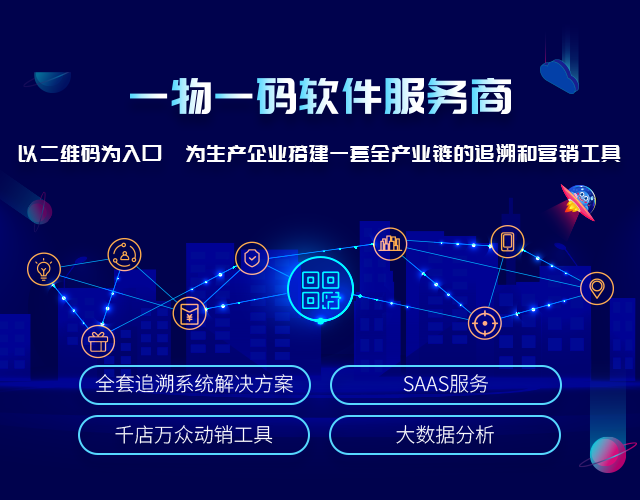 一物一码软件服务商
以二维码为入口 为生产企业搭建一套全产业链的追溯和营销工具
¥
全套追溯系统解决方案
SAAS服务
千店万众动销工具
大数据分析